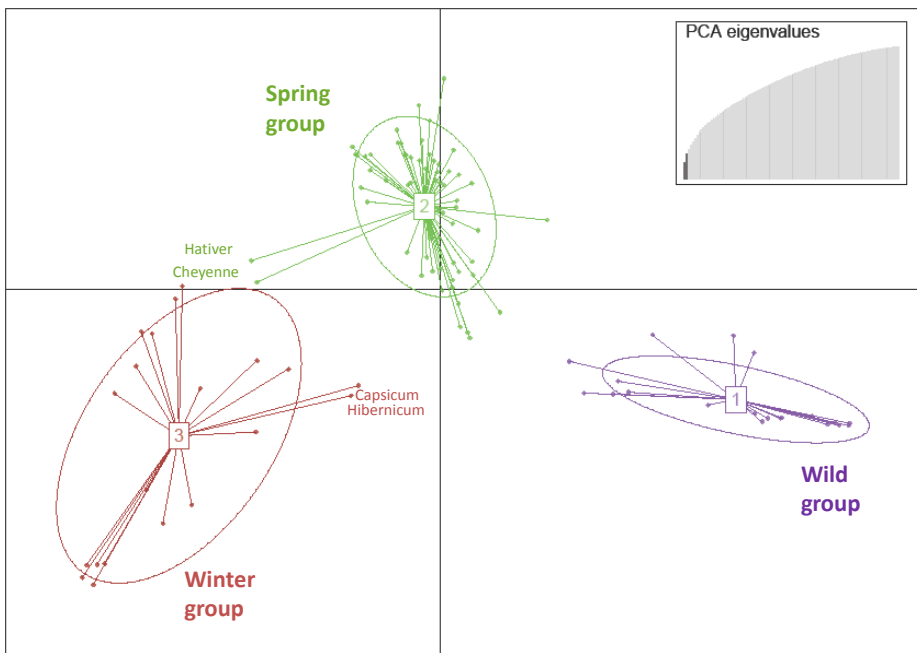 PCA eigenvalues
Spring
group
2
Hativer
Cheyenne
Capsicum
Hibernicum
1
3
Wild
group
Winter
group